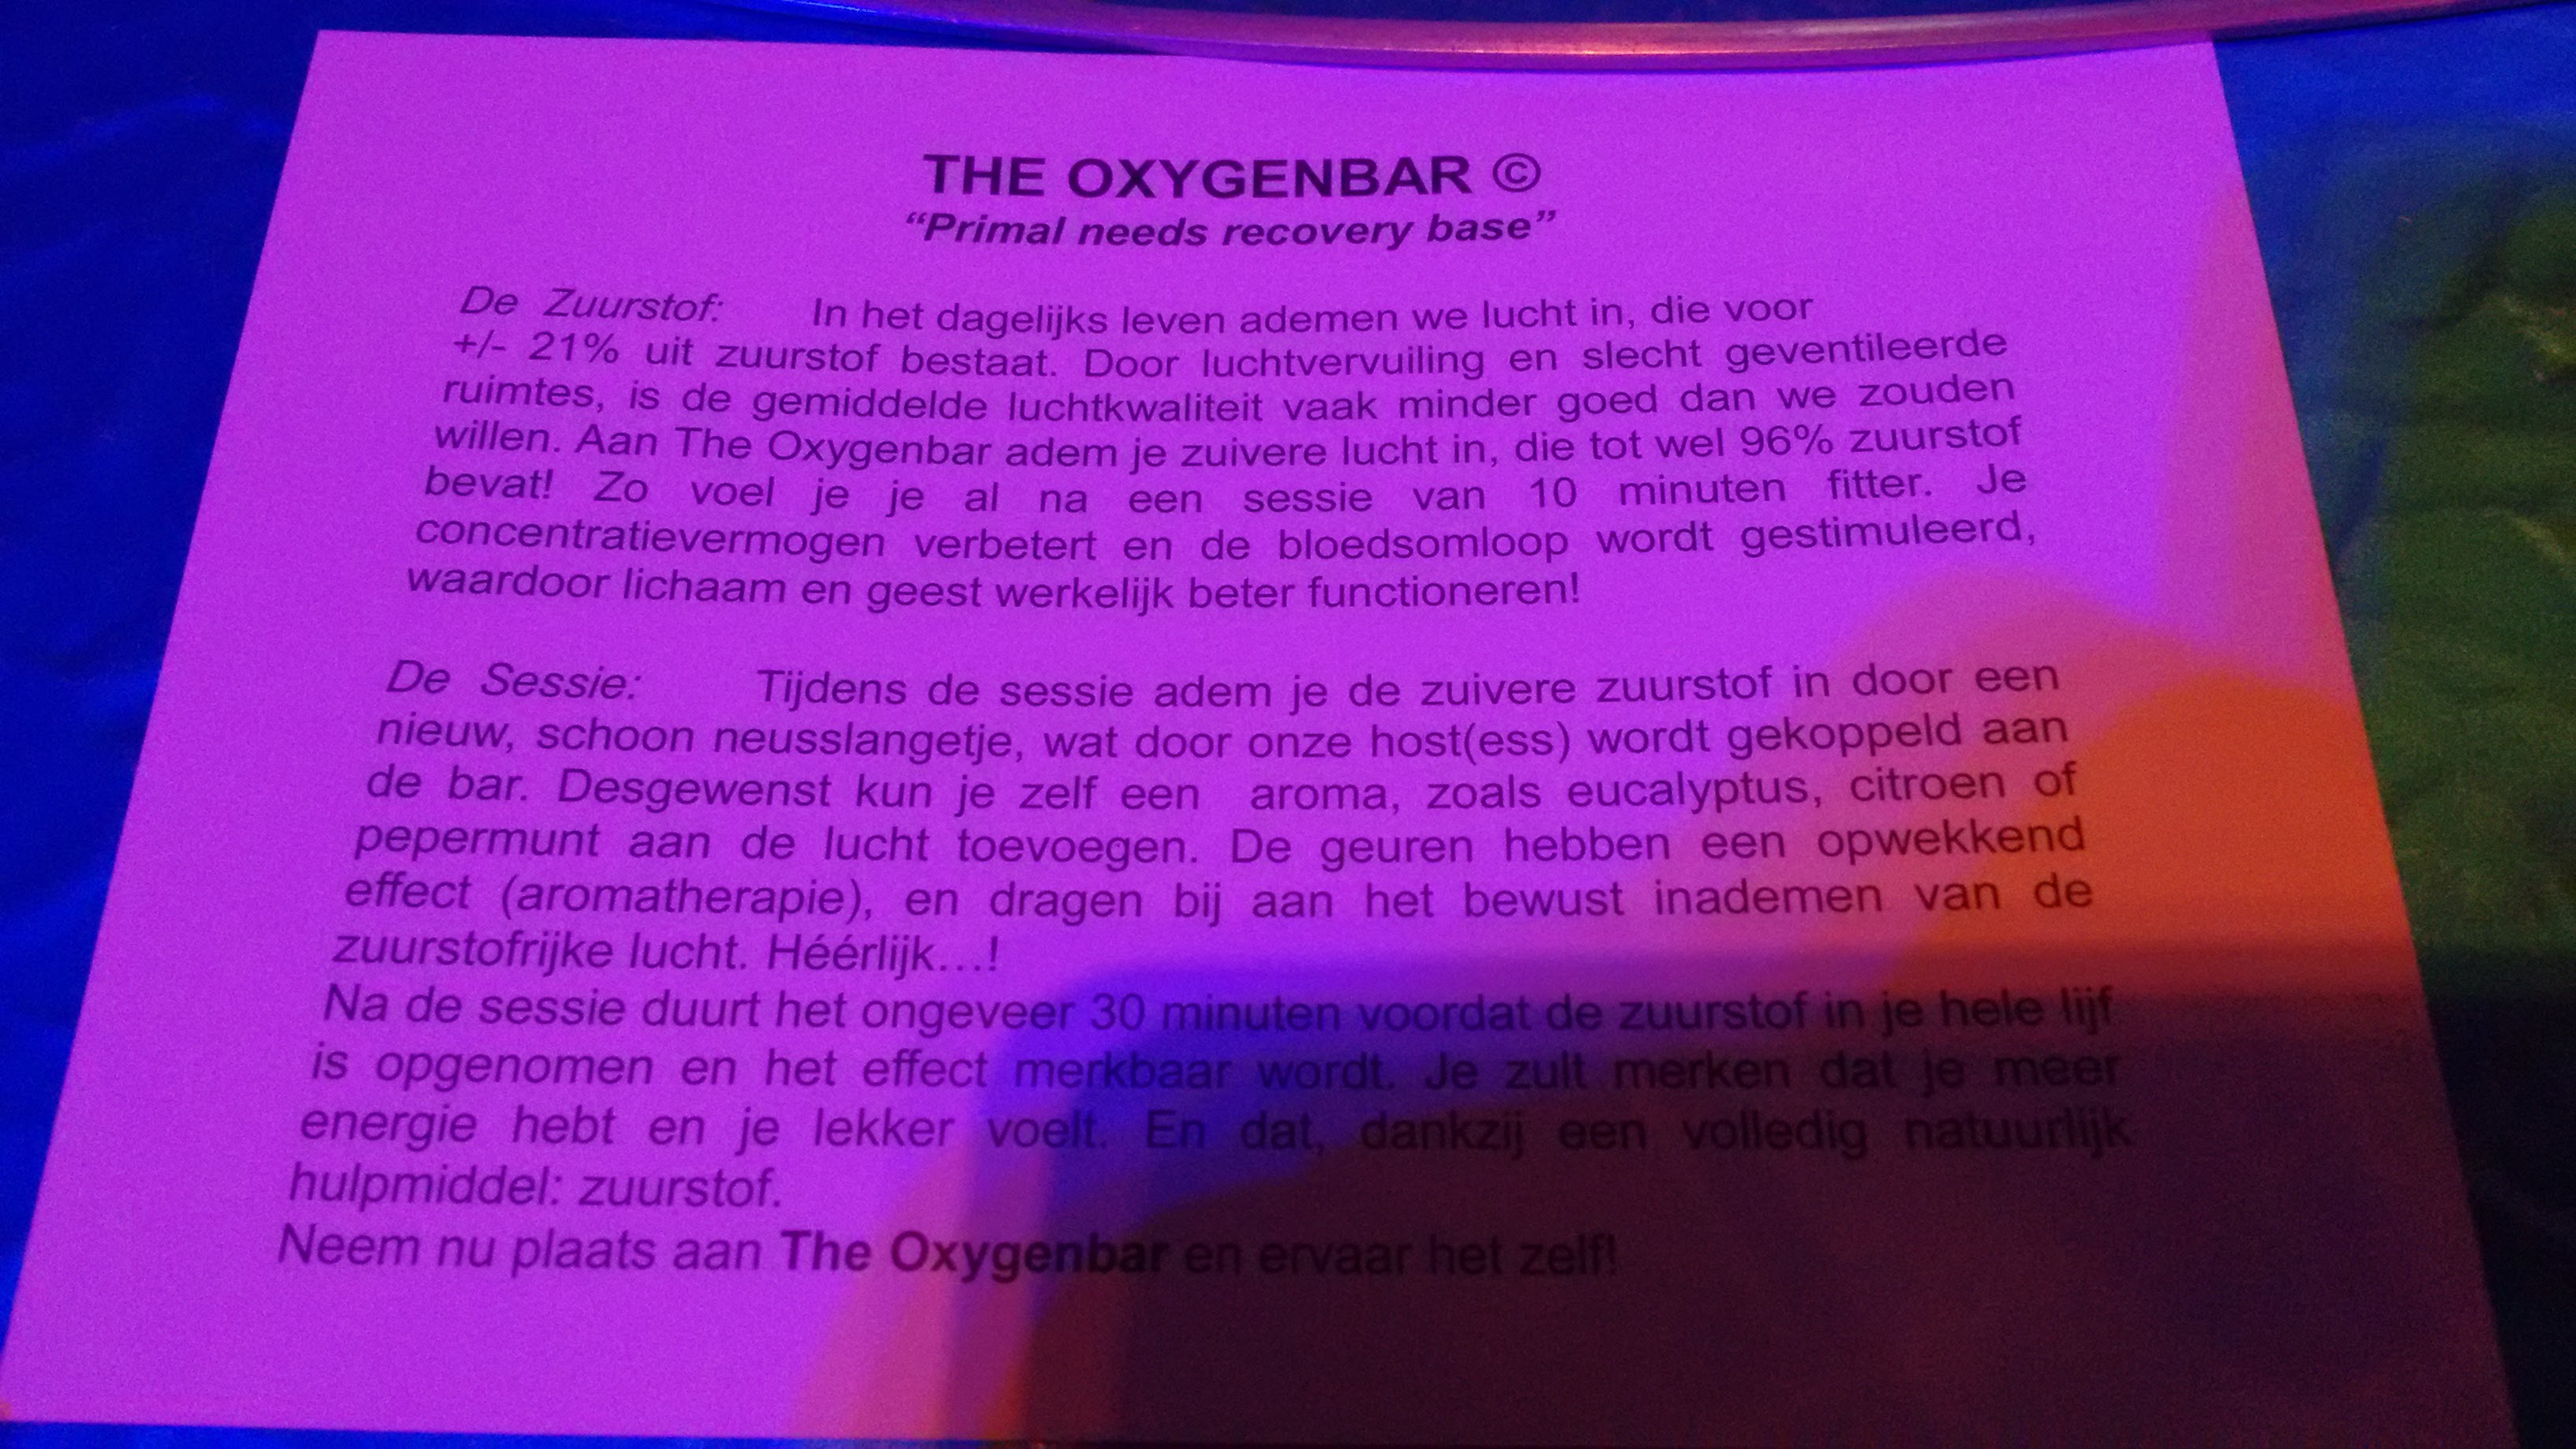 THE OXYGENBAR ©
“Primal needs recovery base”
De Zuurstof: In het dagelijks leven ademen we lucht in, die voor
+/- 21% uit zuurstof bestaat. Door luchtvervuiling en slecht geventileerde
ruimtes, is de gemiddelde luchtkwaliteit vaak minder goed dan we zouden
willen. Aan The Oxygenbar adem je zuivere lucht in, die tot wel 96% zuurstof
bevat! Zo voel je je al na een sessie van 10 minuten fitter. Je
concentratievermogen verbetert en de bloedsomloop wordt gestimuleerd,
waardoor lichaam en geest werkelijk beter functioneren!
De Sessie: Tijdens de sessie adem je de zuivere zuurstof in door een
nieuw, schoon neusslangetje, wat door onze host(ess) wordt gekoppeld aan
de bar. Desgewenst kun je zelf een aroma, zoals eucalyptus, citroen of
pepermunt aan de lucht toevoegen. De geuren hebben een opwekkend
effect (aromatherapie), en dragen bij aan het bewust inademen van de
zuurstofrijke lucht. Héérlijk…!
Na de sessie duurt het ongeveer 30 minuten voordat de zuurstof in je hele lijf
is opgenomen en het effect merkbaar wordt. Je zult merken dat je meer
energie hebt en je lekker voelt. En dat, dankzij een volledig natuurlijk
hulpmiddel: zuurstof.
Neem nu plaats aan The Oxygenbar en ervaar het zelf!